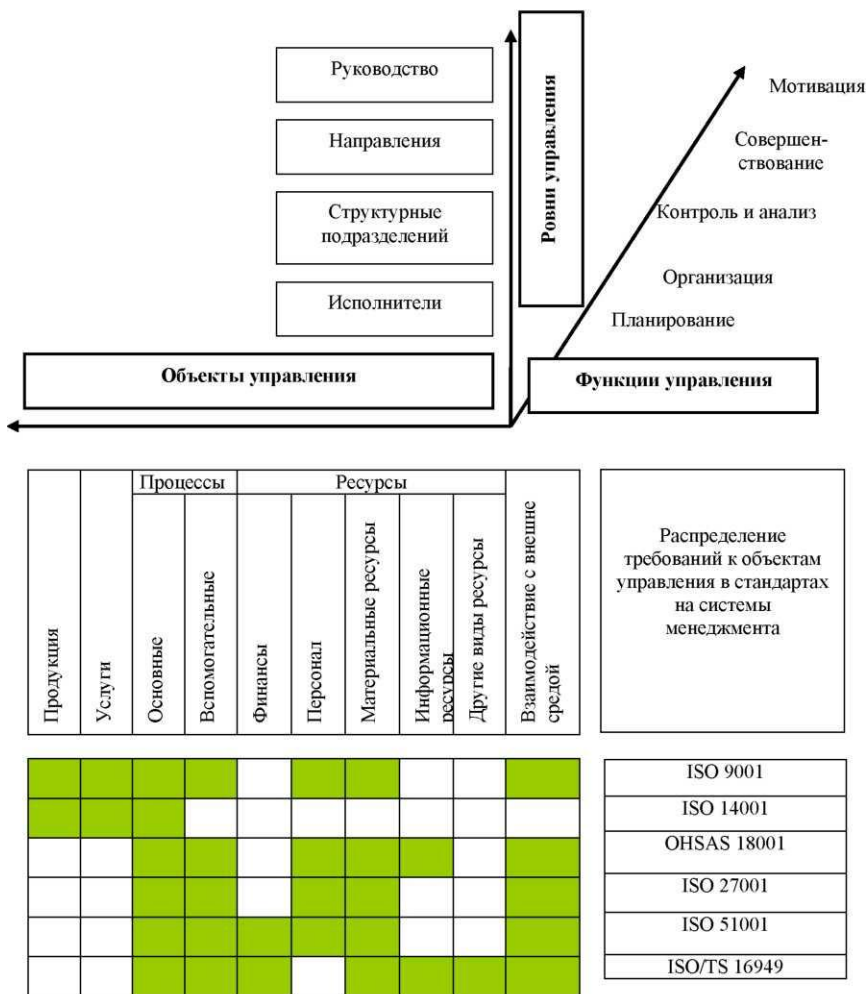 Руководство
Направления
Структурные
подразделений
Исполнители
Ровни управления
Мотивация
Совершен-
ствование
Контроль и анализ
Организация
Планирование
Объекты управления
Функции управления
Процессы
Ресурсы
Продукция
Услуги
Основные
Вспомогательные
Финансы
Персонал
Материальные ресурсы
Информационные
ресурсы
Другие виды ресурсы
Взаимодействие с внешне
средой
Распределение
требований к объектам
управления в стандартах
на системы
менеджмента
ISO 9001
ISO 14001
OHSAS 18001
ISO 27001
ISO 51001
ISO/TS 16949